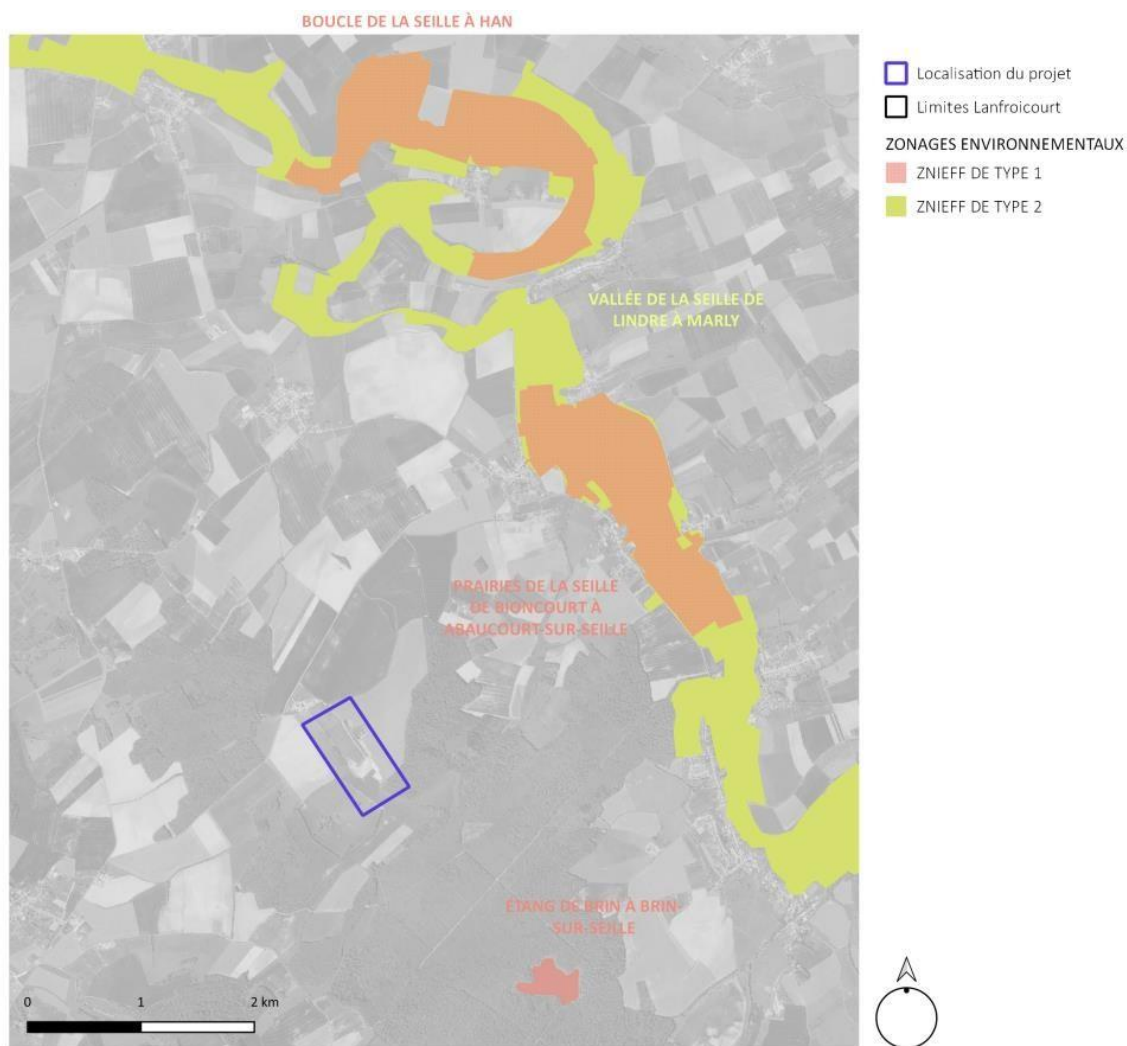 BOUCLE DE LA SEILLE À HAN
Localisation du projet
Limites Lanfroicourt
ZONAGES ENVIRONNEMENTAUX
ZNIEFF DE TYPE 1
ZNIEFF DE TYPE 2
VALLÉE DE LA SEILLE DE
LINDRE À MARLY
PRAIRIES DE LA SEILLE
DE BIONCOURT À
ABAUCOURT-SUR-SEILLE
ÉTANG DE BRIN À BRIN-
SUR-SEILLE
0 1 2 km